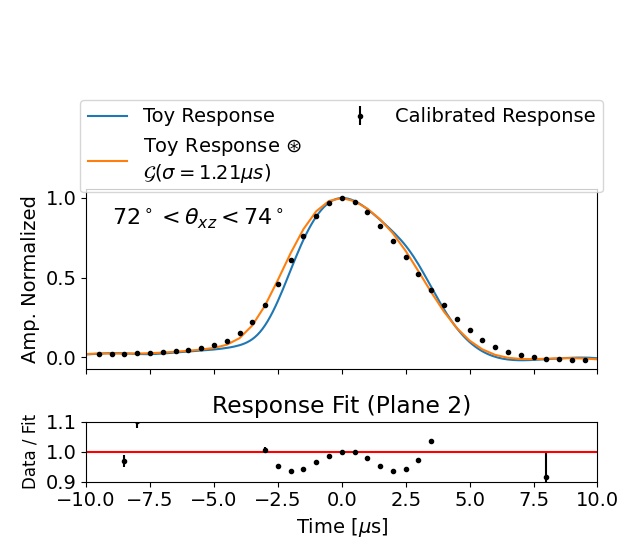 Toy Response
Calibrated Response
Toy Response ⊛
𝒢(σ = 1.21μs)
72° < θxz < 74°
Amp. Normalized
1.0
0.5
0.0
Response Fit (Plane 2)
Data / Fit
1.1
1.0
0.9
−10.0 −7.5 −5.0 −2.5 0.0 2.5 5.0 7.5 10.0
Time [μs]